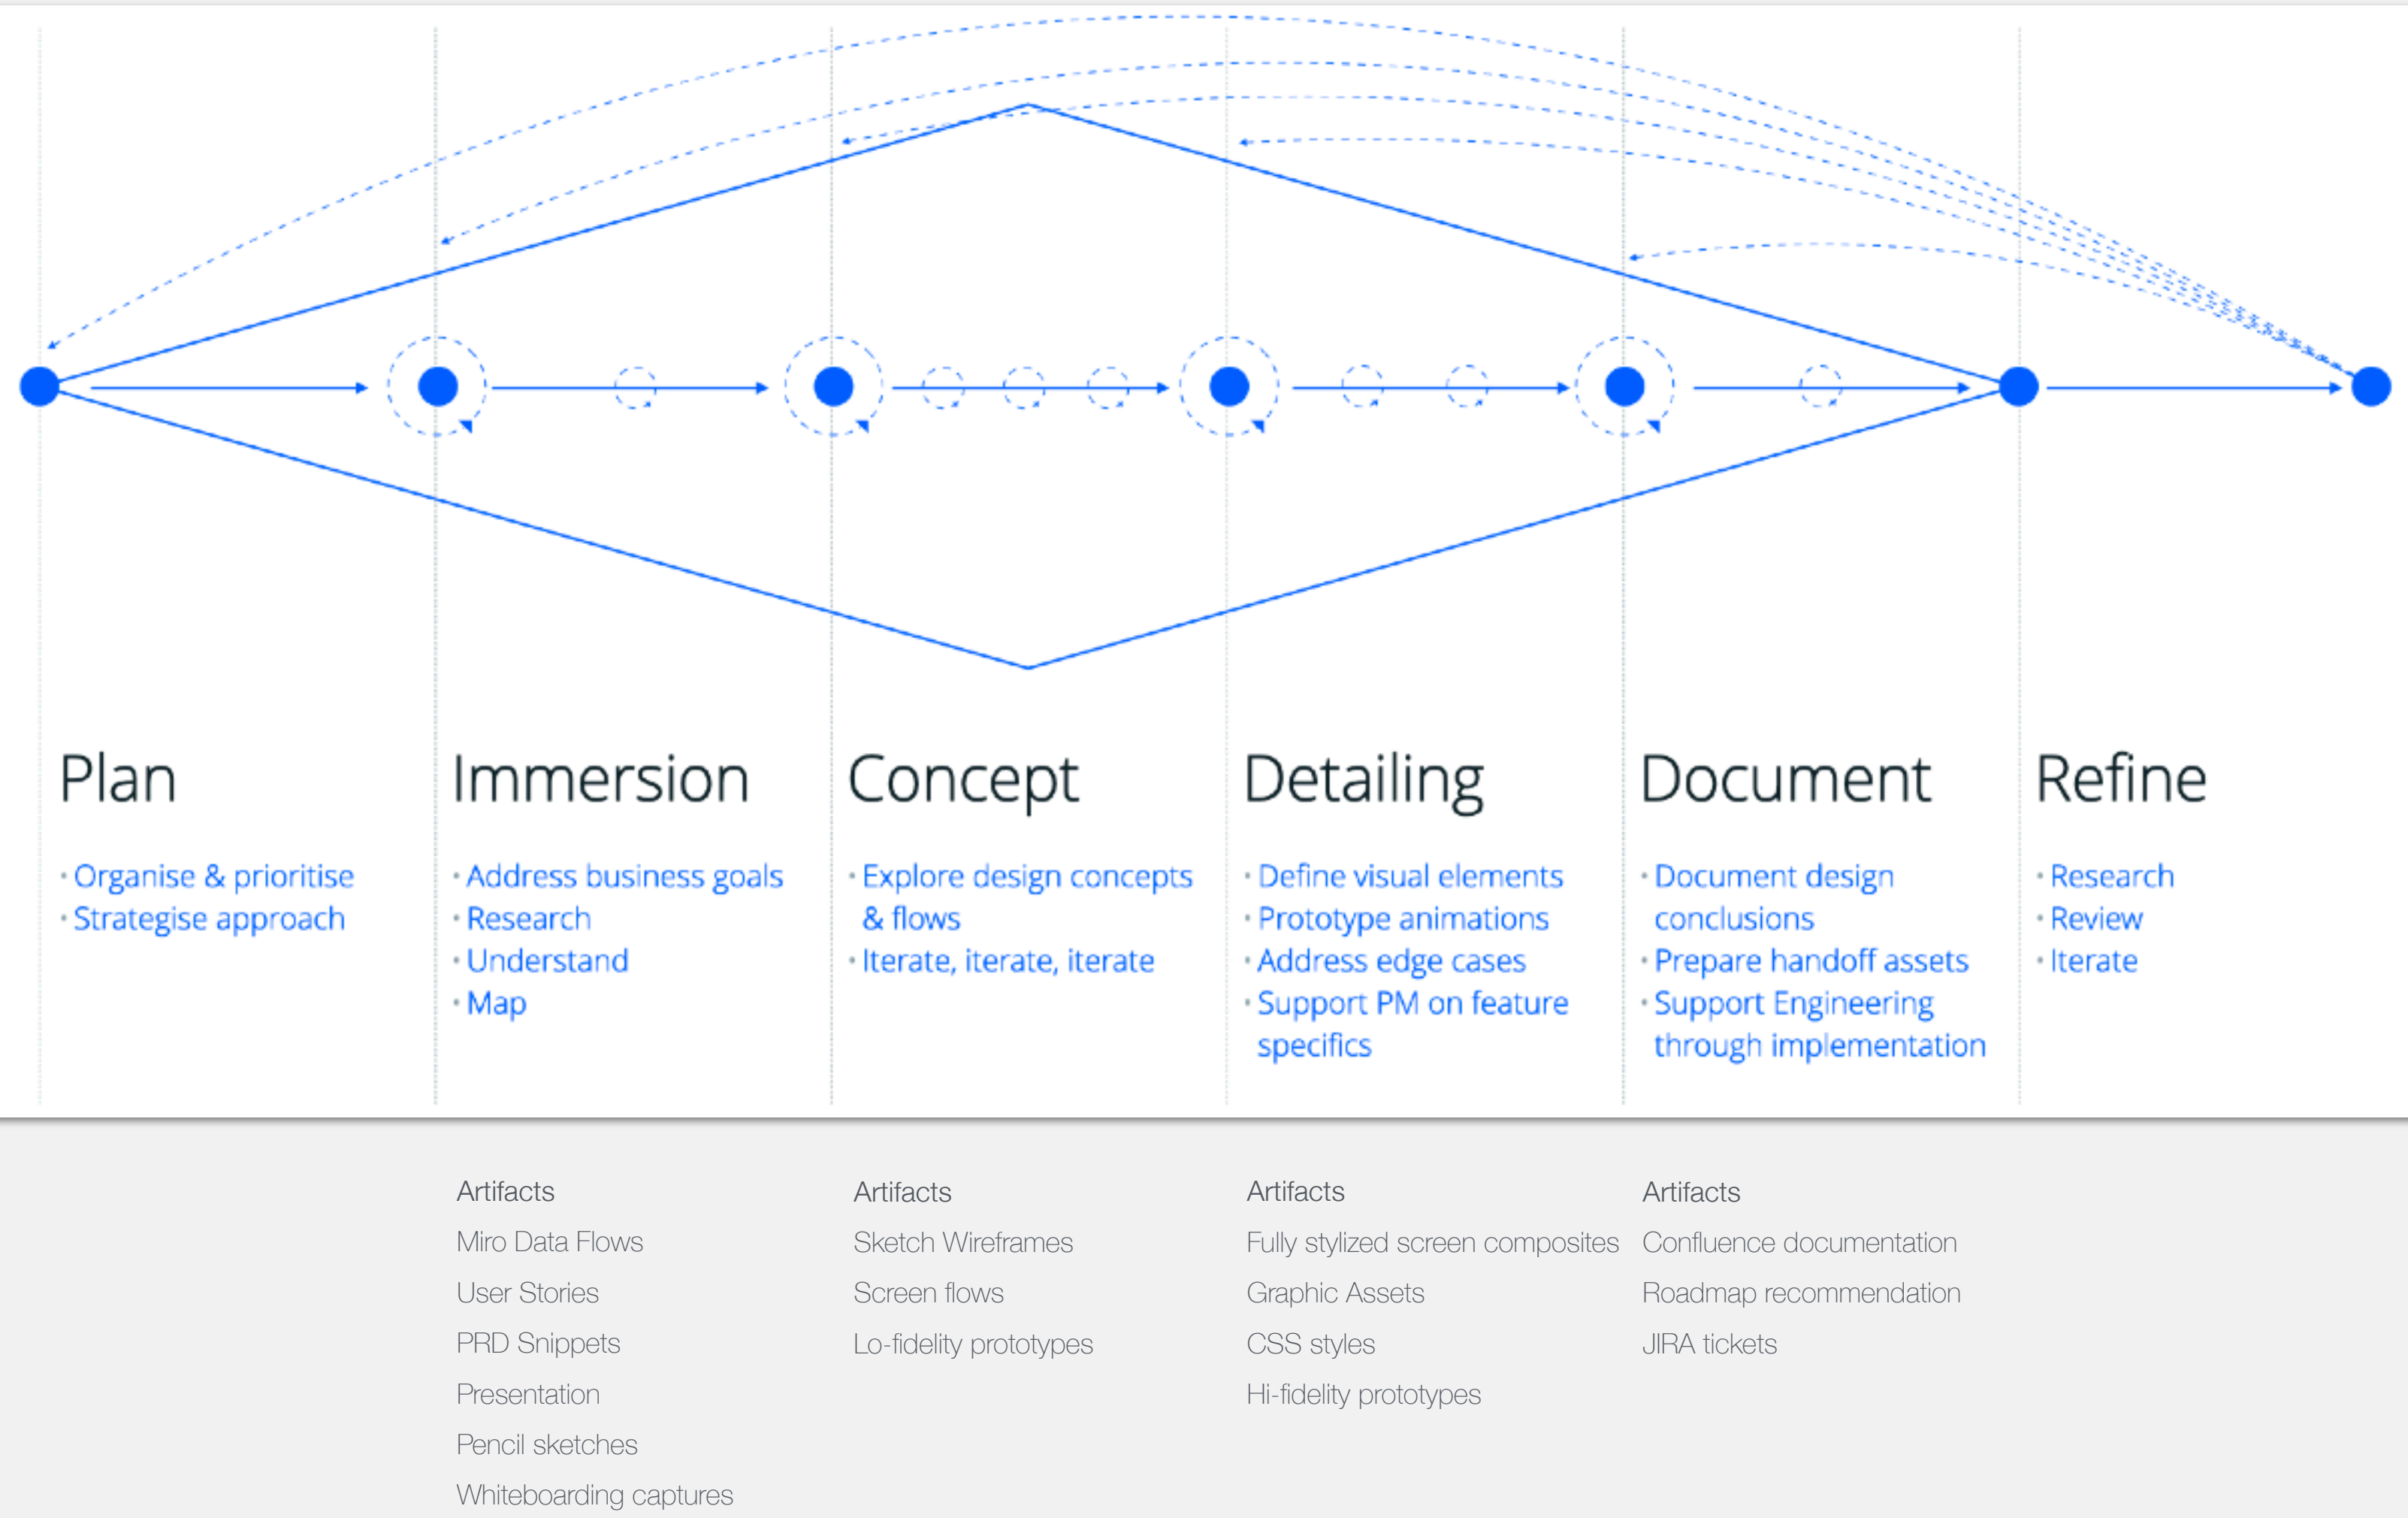 Plan
• Organise & prioritise
• Strategise approach
Immersion
• Address business goals
• Research
• Understand
• Map
Concept
• Explore design concepts
& flows
• Iterate, iterate, iterate
Detailing
• Define visual elements
• Prototype animations
• Address edge cases
• Support PM on feature
specifics
Document
• Document design
conclusions
• Prepare handoff assets
• Support Engineering
through implementation
Refine
• Research
• Review
• Iterate
Artifacts
Miro Data Flows
User Stories
PRD Snippets
Presentation
Pencil sketches
Whiteboarding captures
Artifacts
Sketch Wireframes
Screen flows
Lo-fidelity prototypes
Artifacts
Fully stylized screen composites
Graphic Assets
CSS styles
Hi-fidelity prototypes
Artifacts
Confluence documentation
Roadmap recommendation
JIRA tickets